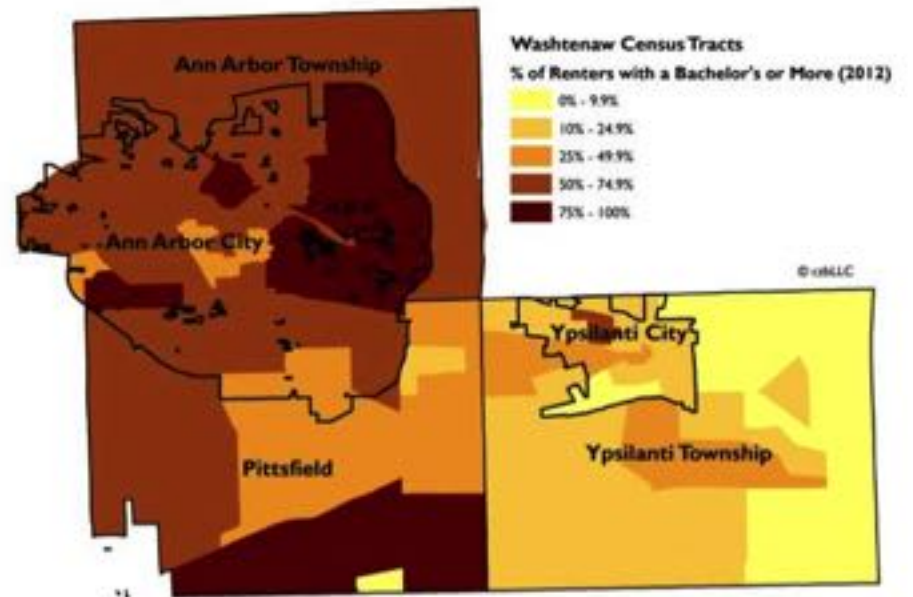 Ann Arbor Township
Washtenaw Census Tracts
% of Renters with a Bachelor's or More (2012)
0% - 9.9%
10% - 24.9%
25% - 49.9%
50% - 74.9%
75% - 100%
Ann Arbor City
Ypsilanti City
Pittsfield
Ypsilanti Township